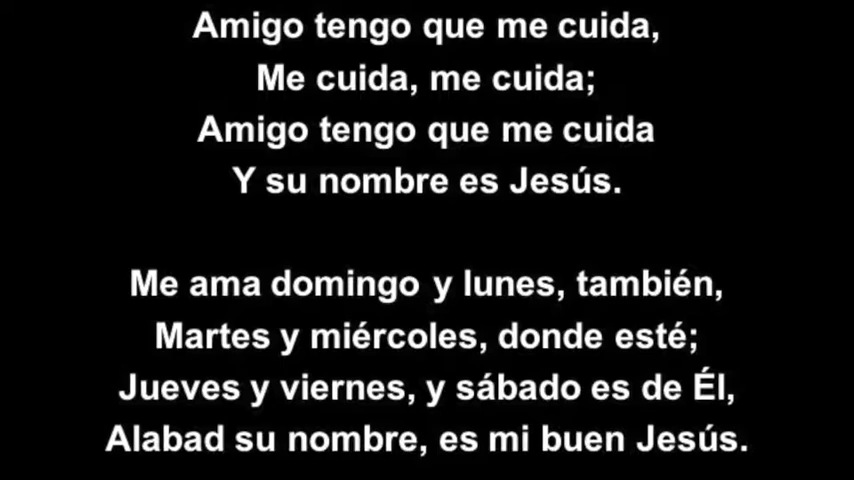 Amigo tengo que me cuida,
Me cuida, me cuida;
Amigo tengo que me cuida
Y su nombre es Jesús.
Me ama domingo y lunes, también,
Martes y miércoles, donde esté;
Jueves y viernes, y sábado es de Él,
Alabad su nombre, es mi buen Jesús.